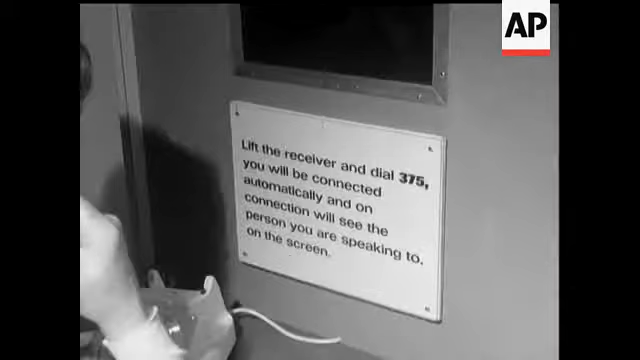 AP
Lift the receiver and dial 375,
you will be connected
automatically and on
connection will see the
person you are speaking to,
on the screen.